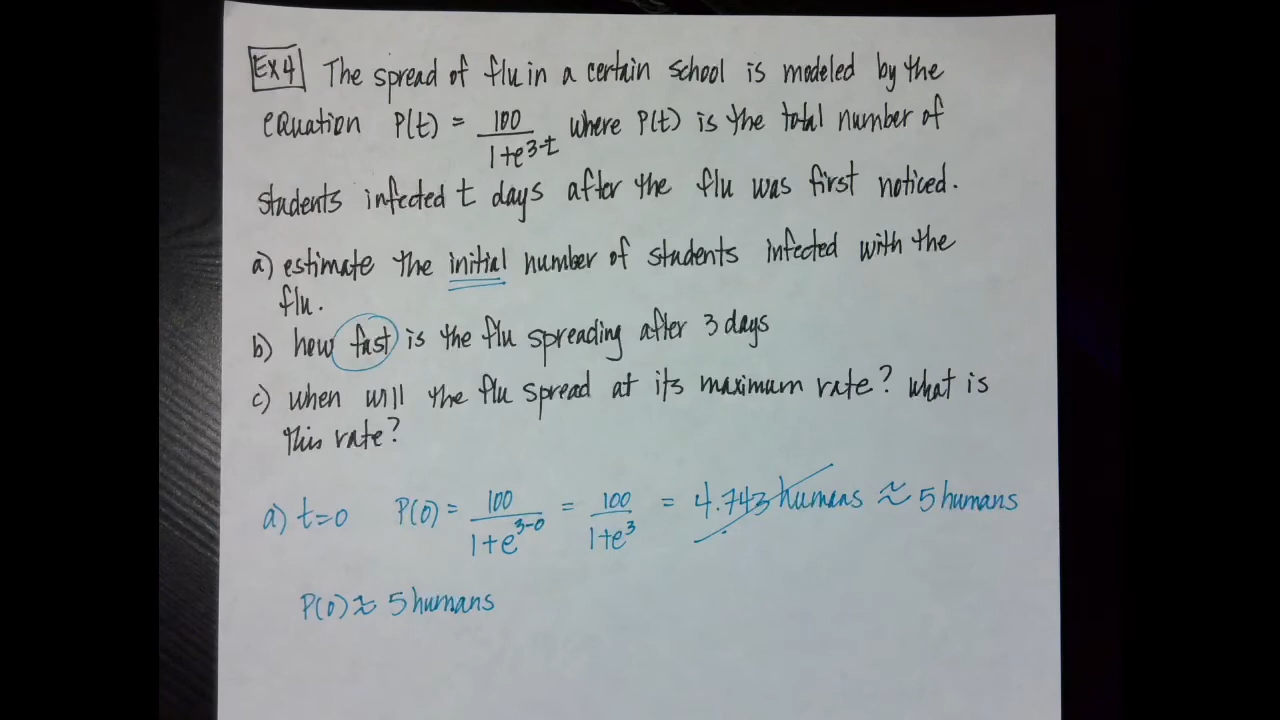 Ex 4 The spread of flu in a certain school is modeled by the
equation P(t) = 100/(1+e^(3-t)) where P(t) is the total number of
students infected t days after the flu was first noticed.
a) estimate the initial number of students infected with the
flu.
b) how fast is the flu spreading after 3 days
c) when will the flu spread at its maximum rate? what is
this rate?
a) t=0 P(0) = 100/(1+e^(3-0)) = 100/(1+e^3) = 4.743 humans ≈ 5 humans
P(0) ≈ 5 humans